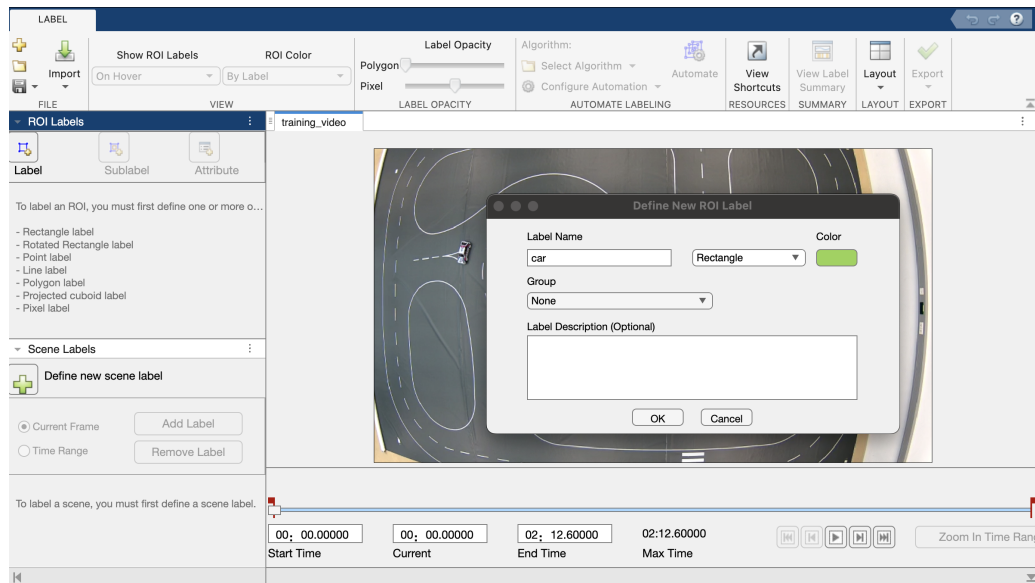 LABEL
Import
FILE
Show ROI Labels
ROI Color
On Hover
By Label
VIEW
Label Opacity
Polygon
Pixel
LABEL OPACITY
Algorithm:
Select Algorithm
Configure Automation
Automate
AUTOMATE LABELING
View
Shortcuts
RESOURCES
View Label
Summary
SUMMARY
Layout
LAYOUT
Export
EXPORT
ROI Labels
Label
Sublabel
Attribute
To label an ROI, you must first define one or more o...
- Rectangle label
- Rotated Rectangle label
- Point label
- Line label
- Polygon label
- Projected cuboid label
- Pixel label
Scene Labels
Define new scene label
Current Frame
Add Label
Time Range
Remove Label
To label a scene, you must first define a scene label.
training_video
Define New ROI Label
Label Name
Color
car
Rectangle
Group
None
Label Description (Optional)
OK
Cancel
00: 00.00000
00: 00.00000
02: 12.60000
02:12.60000
Start Time
Current
End Time
Max Time
Zoom In Time Ran